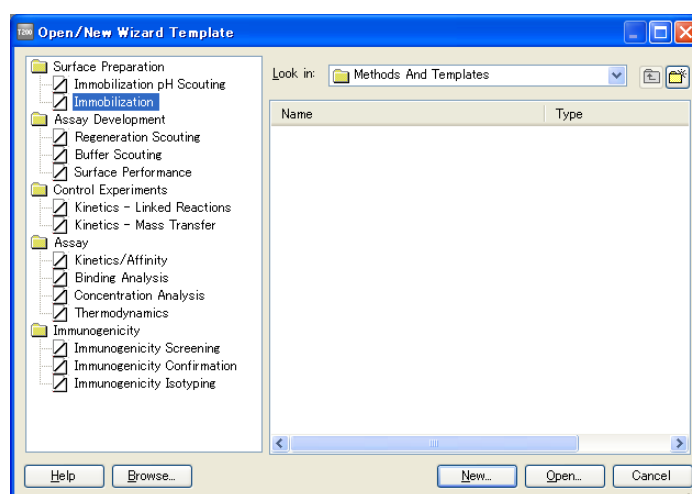 T200 Open/New Wizard Template
Surface Preparation
Immobilization pH Scouting
Immobilization
Assay Development
Regeneration Scouting
Buffer Scouting
Surface Performance
Control Experiments
Kinetics - Linked Reactions
Kinetics - Mass Transfer
Assay
Kinetics/Affinity
Binding Analysis
Concentration Analysis
Thermodynamics
Immunogenicity
Immunogenicity Screening
Immunogenicity Confirmation
Immunogenicity Isotyping
Look in: Methods And Templates
Name Type
Help Browse... New... Open... Cancel